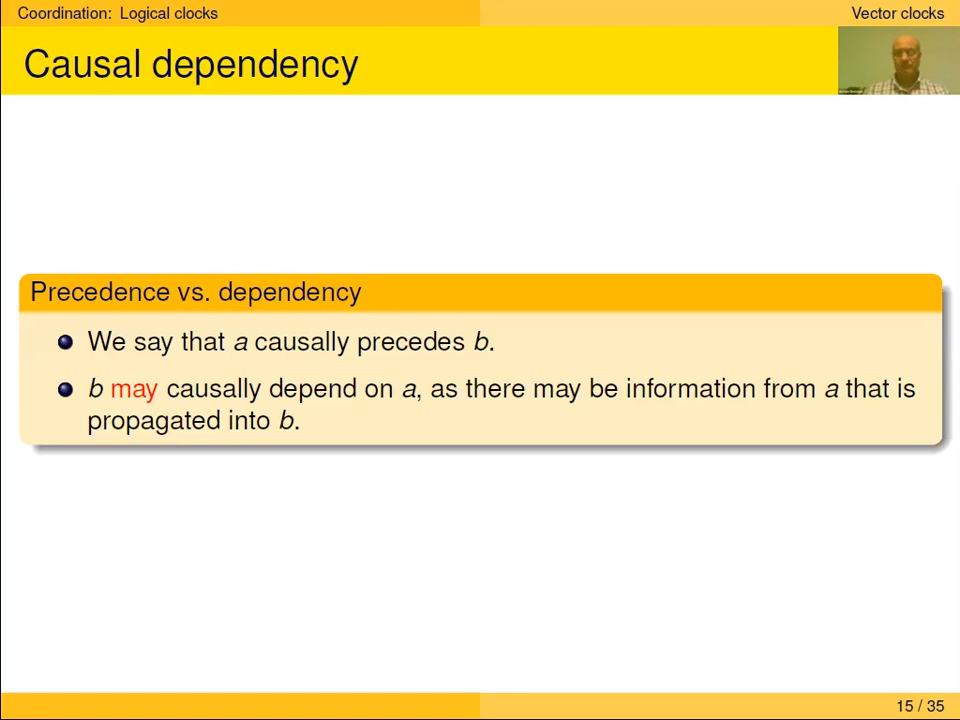 Coordination: Logical clocks
Vector clocks
Causal dependency
Precedence vs. dependency
We say that a causally precedes b.
b may causally depend on a, as there may be information from a that is
propagated into b.
15 / 35